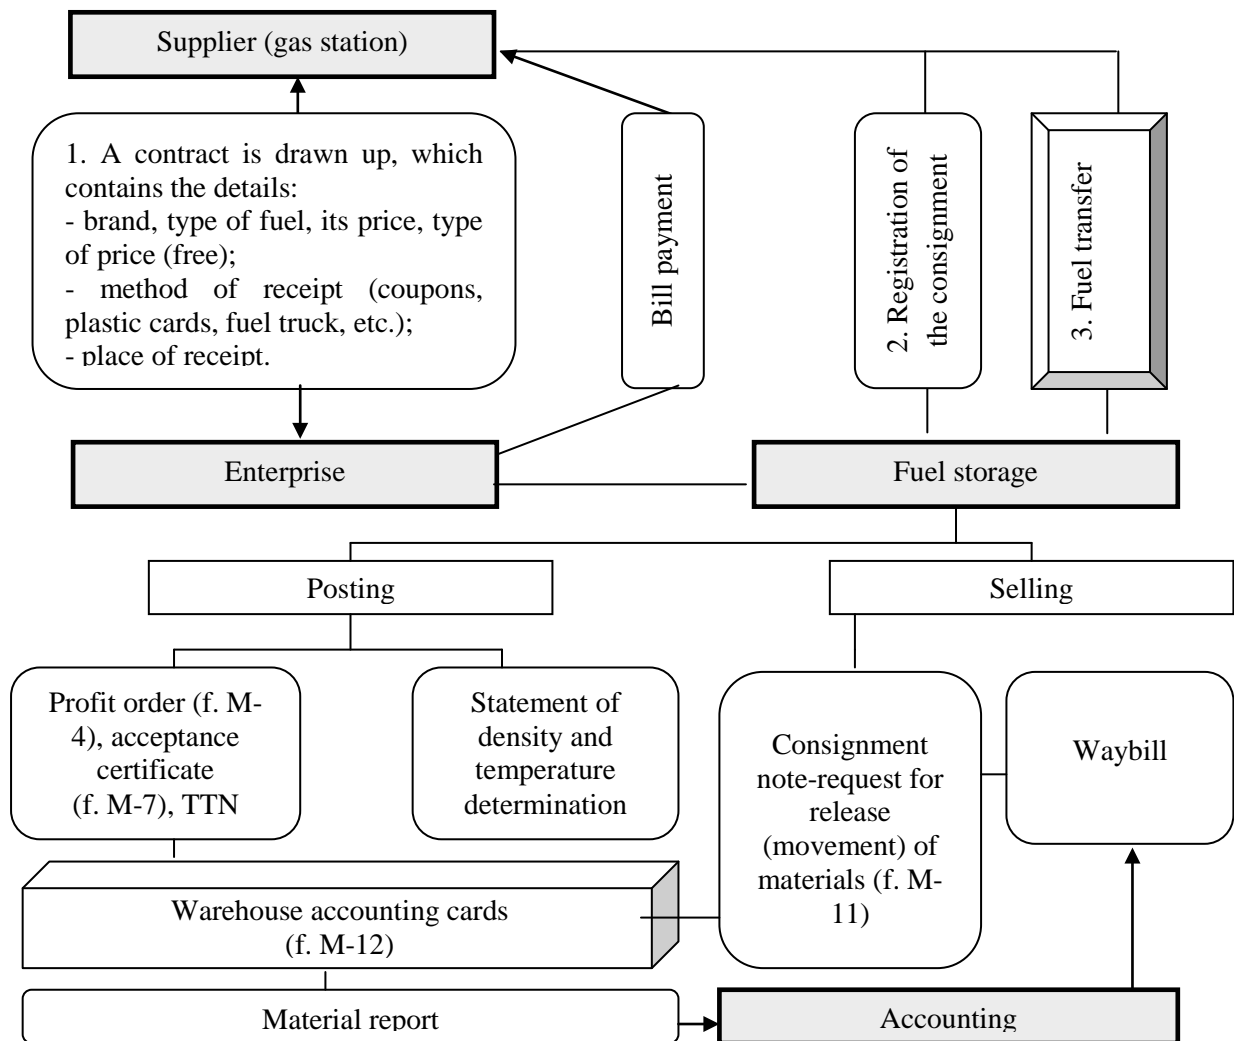 Supplier (gas station)
1. A contract is drawn up, which
contains the details:
- brand, type of fuel, its price, type
of price (free);
- method of receipt (coupons,
plastic cards, fuel truck, etc.);
- place of receipt.
Bill payment
2. Registration of
the consignment
3. Fuel transfer
Enterprise
Fuel storage
Posting
Selling
Profit order (f. M-
4), acceptance
certificate
(f. M-7), TTN
Statement of
density and
temperature
determination
Consignment
note-request for
release
(movement) of
materials (f. M-
11)
Waybill
Warehouse accounting cards
(f. M-12)
Material report
Accounting